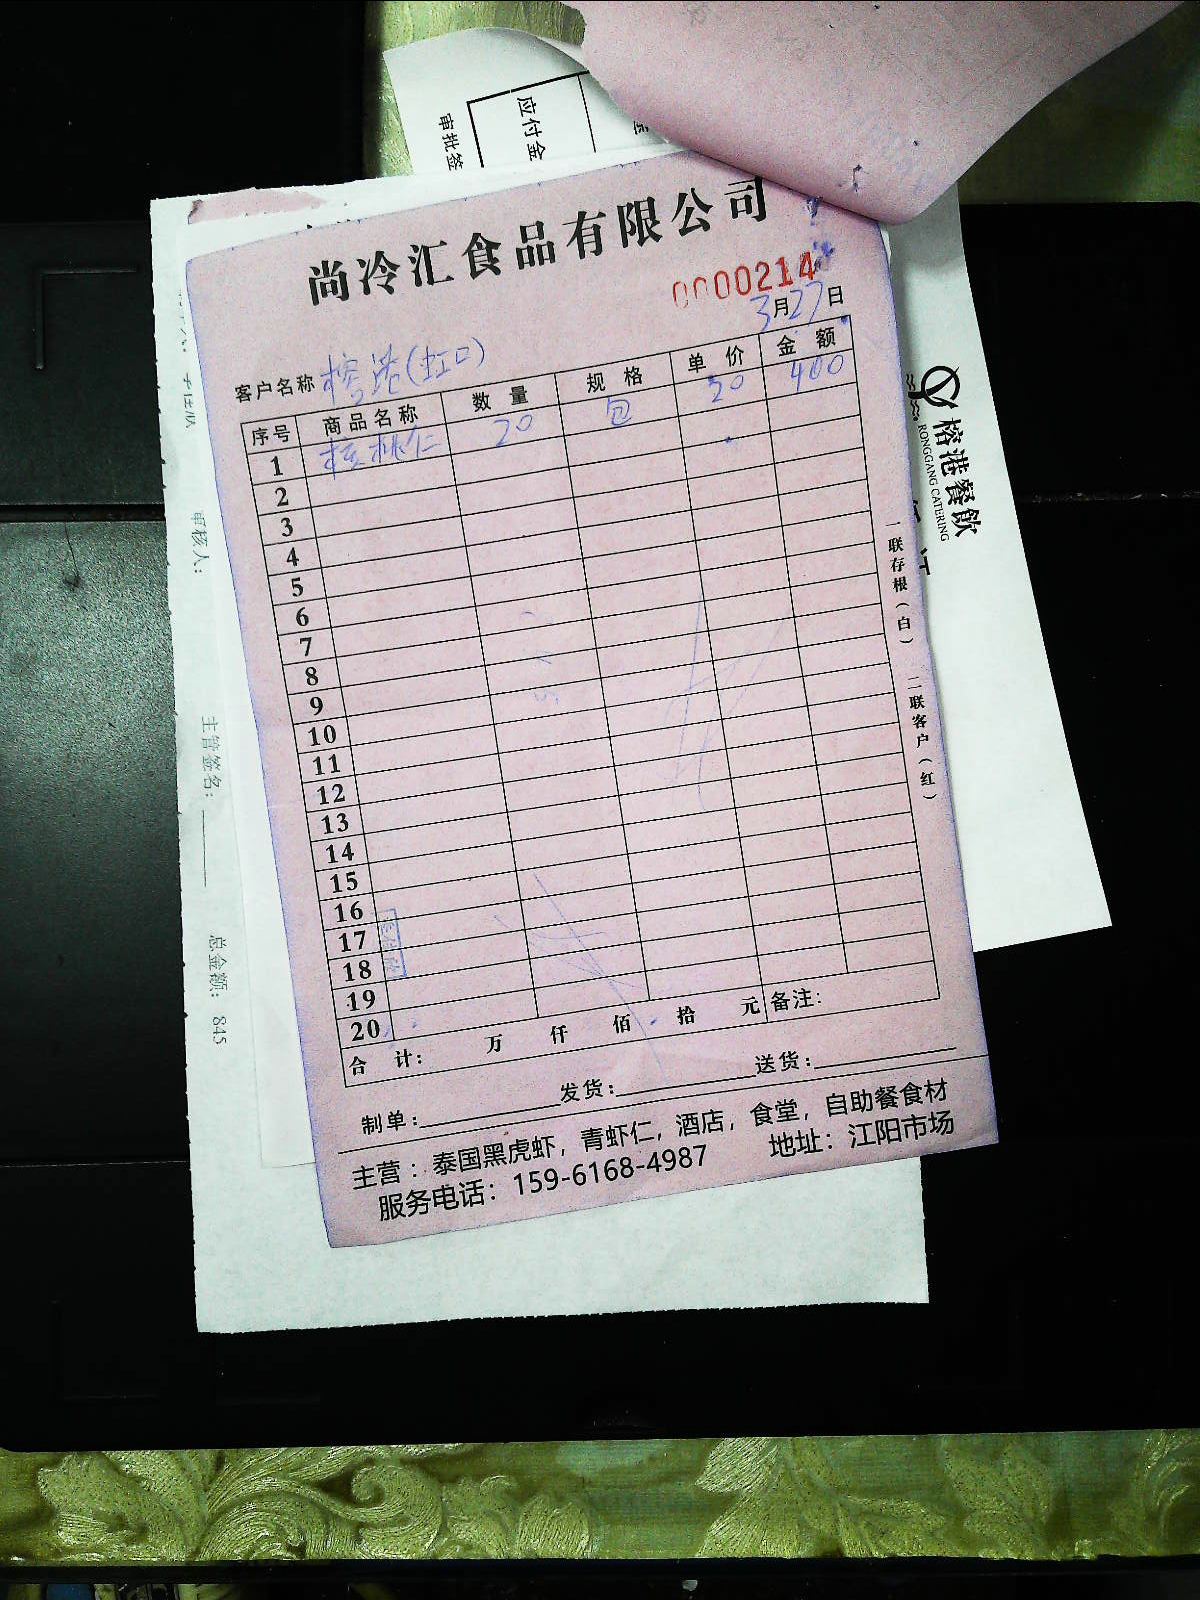 应付金
审批签
尚冷汇食品有限公司
0000214
3月27日
客户名称 榕港(虹口)
序号 商品名称 数量 规格 单价 金额
1 核桃仁 20 包 20 400
2
3
4
5
6
7
8
9
10
11
12
13
14
15
16
17
18
19
20
合计: 万 仟 佰 拾 元 备注:
制单: 发货: 送货:
主营：泰国黑虎虾，青虾仁，酒店，食堂，自助餐食材
服务电话：159-6168-4987 地址：江阳市场
一联存根（白） 二联客户（红）
榕港餐飲
RONGGANG CATERING
审核人:
主管签名:
总金额: 845